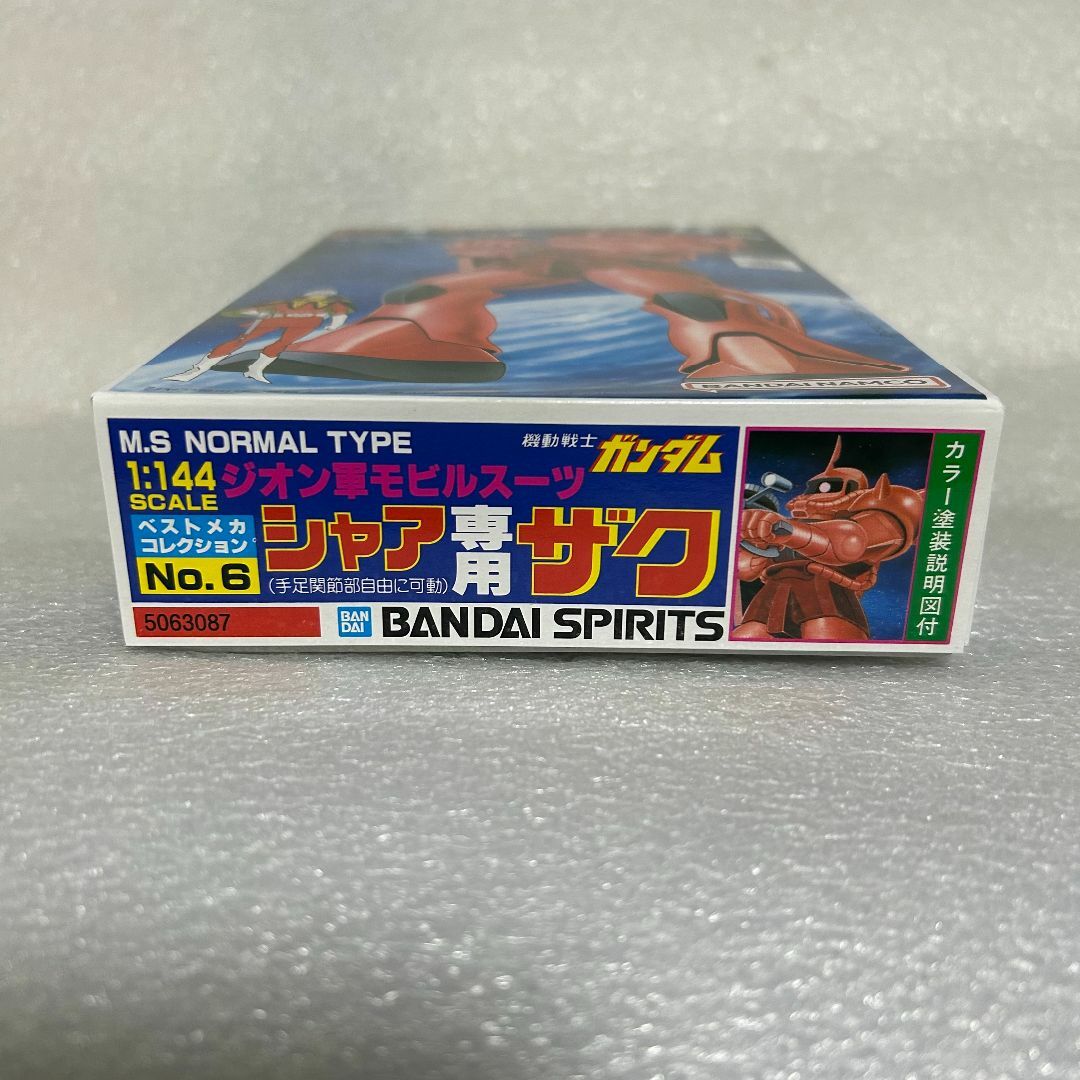 BANDAI NAMCO
M.S NORMAL TYPE
機動戦士 ガンダム
1:144
SCALE
ジオン軍モビルスーツ
ベストメカ
コレクション
No.6
シャア専用ザク
(手足関節部自由に可動)
5063087
BAN
DAI
BANDAI SPIRITS
カラー塗装説明図付